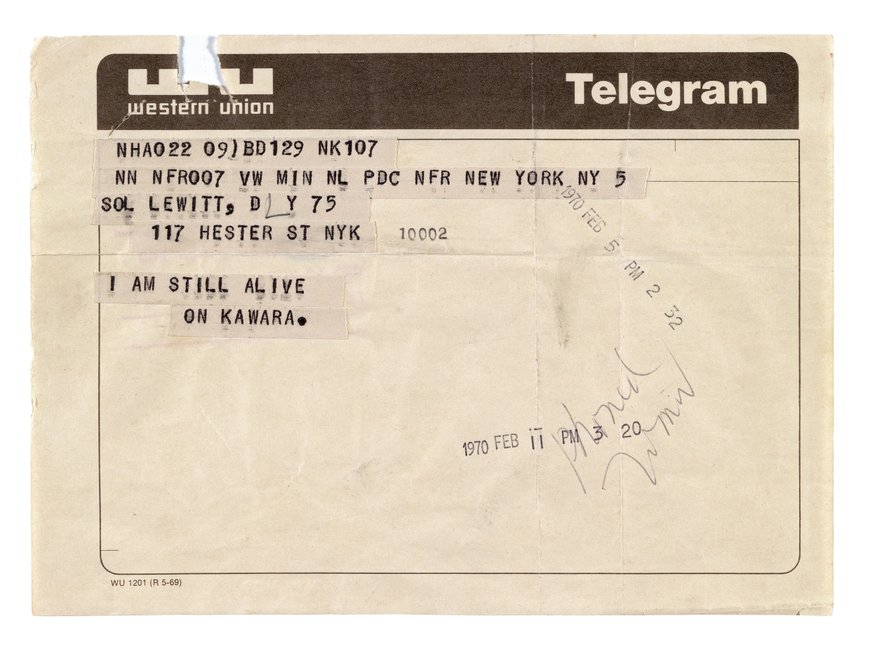 western union
Telegram
NHA022 09)BD129 NK107
NN NFR007 VW MIN NL PDC NFR NEW YORK NY 5
SOL LEWITT, D Y 75
117 HESTER ST NYK 10002
1970 FEB 5 PM 2 32
I AM STILL ALIVE
ON KAWARA.
phoned
1970 FEB 11 PM 3 20
WU 1201 (R 5-69)